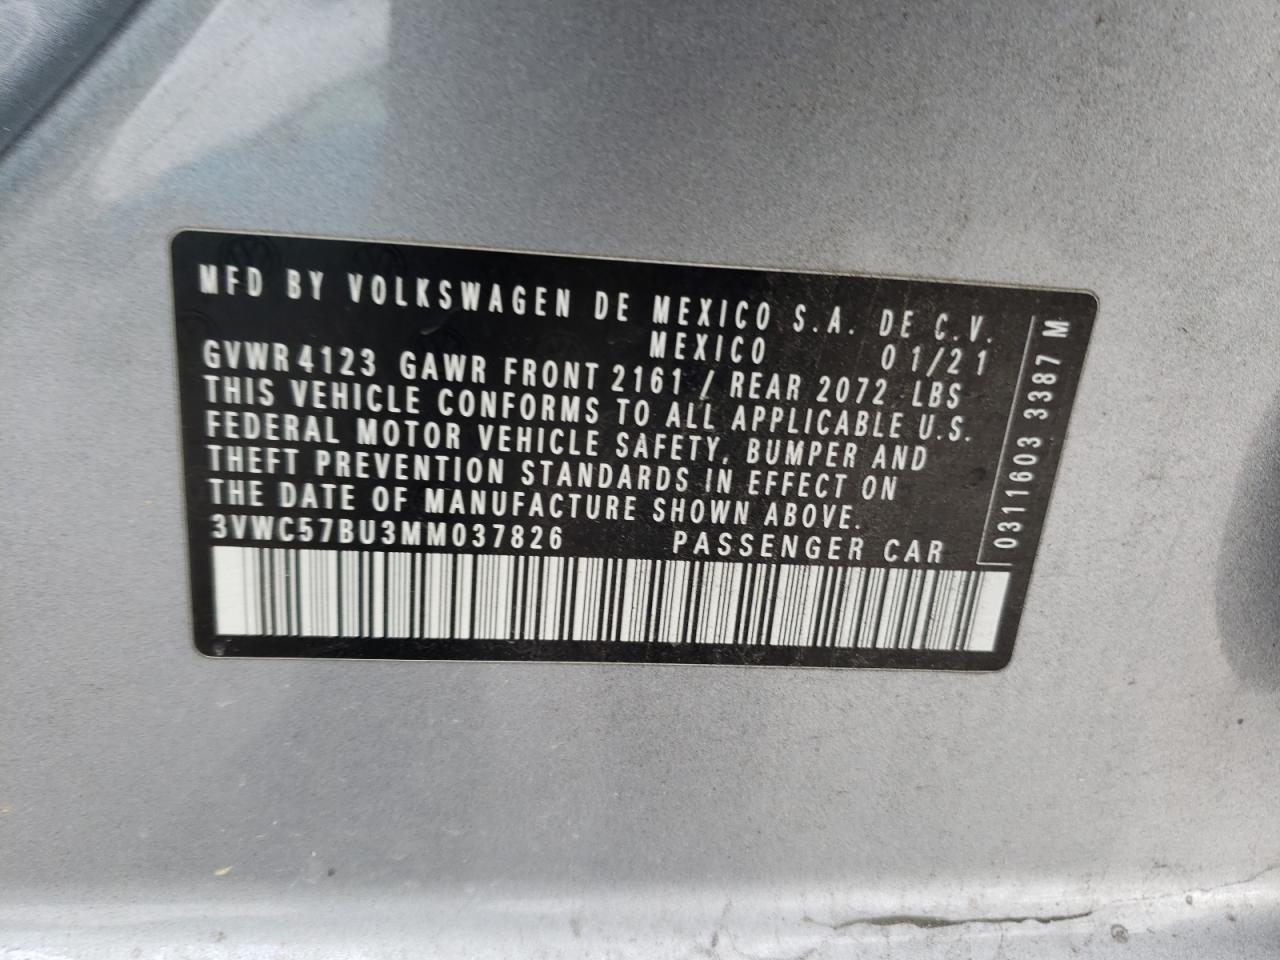 MFD BY VOLKSWAGEN DE MEXICO S.A. DE C.V.
MEXICO 01/21
GVWR 4123 GAWR FRONT 2161 / REAR 2072 LBS
THIS VEHICLE CONFORMS TO ALL APPLICABLE U.S.
FEDERAL MOTOR VEHICLE SAFETY, BUMPER AND
THEFT PREVENTION STANDARDS IN EFFECT ON
THE DATE OF MANUFACTURE SHOWN ABOVE.
3VWC57BU3MM037826 PASSENGER CAR
0311603 3387 M